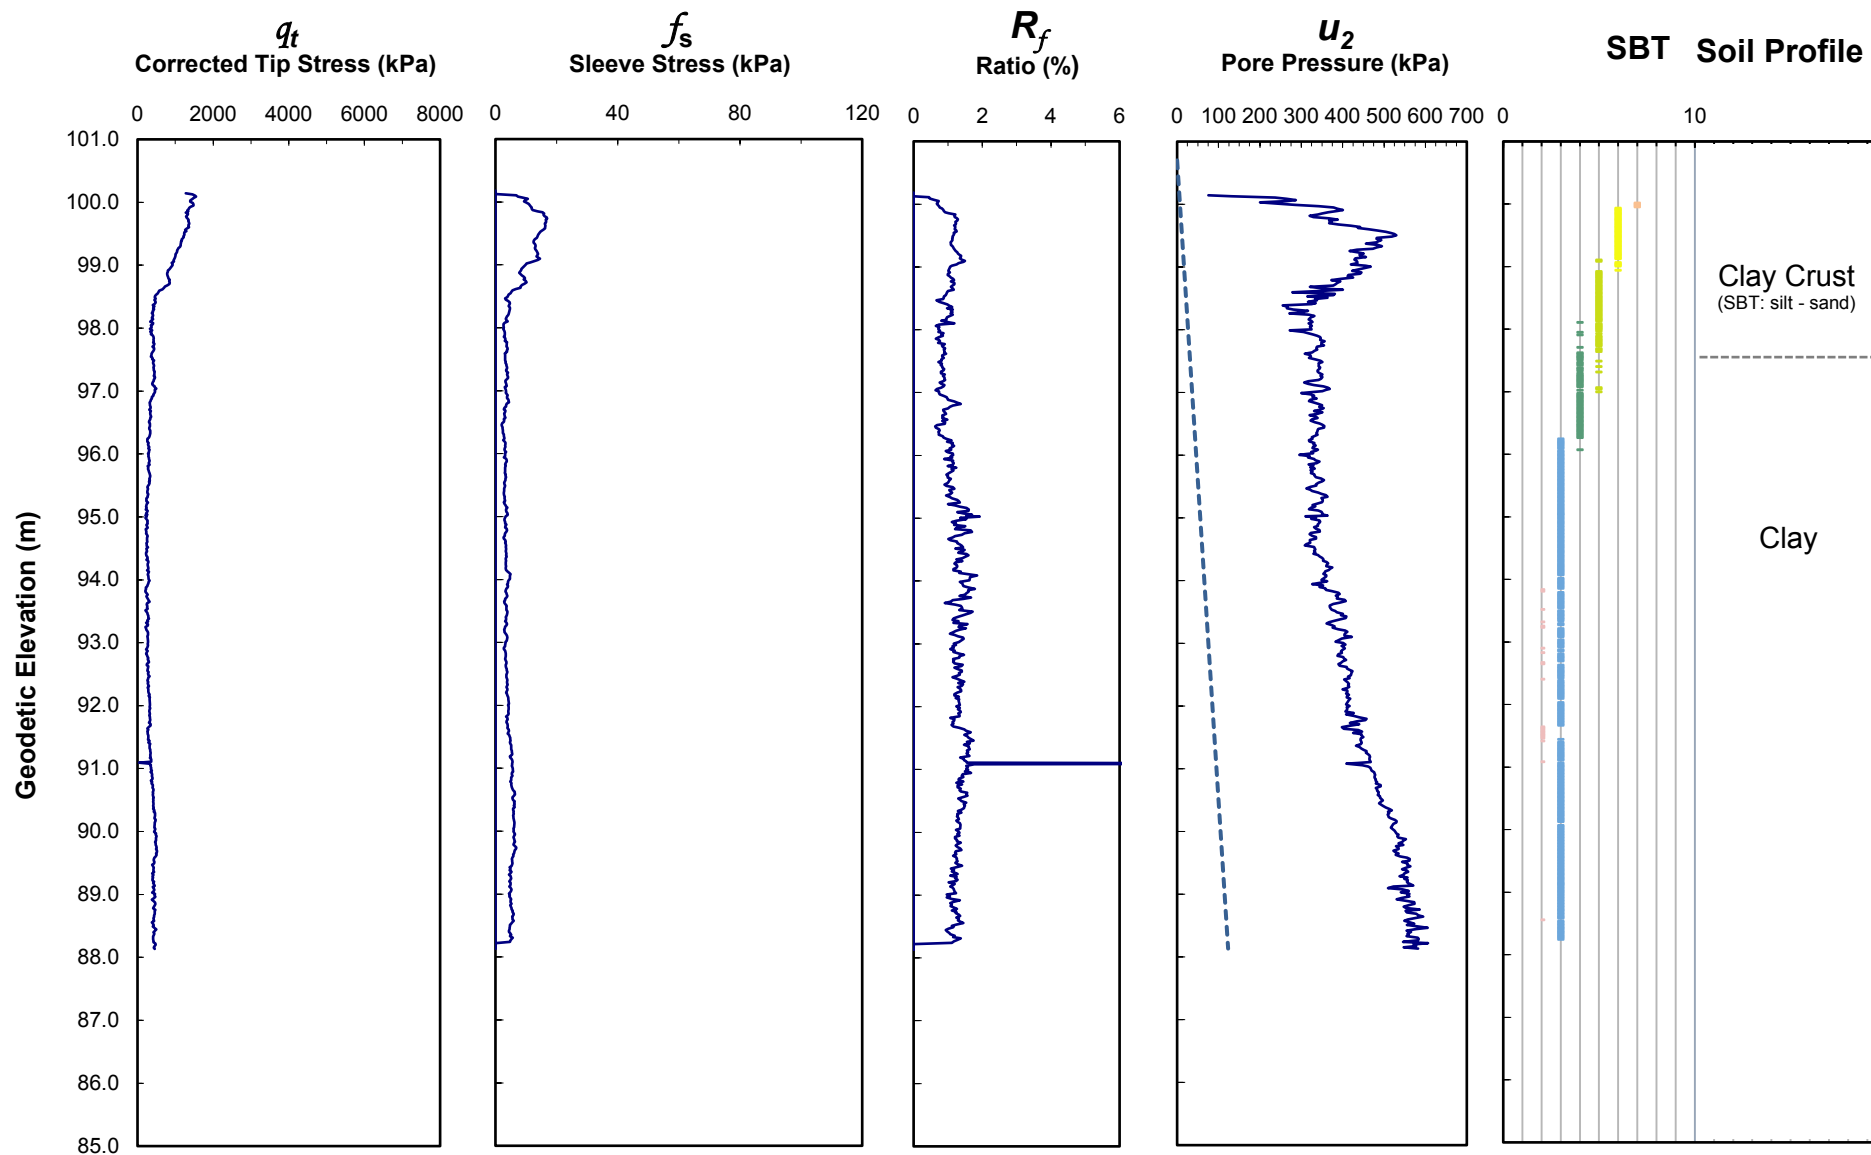 q_t
Corrected Tip Stress (kPa)
f_s
Sleeve Stress (kPa)
R_f
Ratio (%)
u_2
Pore Pressure (kPa)
SBT
Soil Profile
0 2000 4000 6000 8000
0 40 80 120
0 2 4 6
0 100 200 300 400 500 600 700
0 10
101.0
100.0
99.0
98.0
97.0
96.0
95.0
94.0
93.0
92.0
91.0
90.0
89.0
88.0
87.0
86.0
85.0
Geodetic Elevation (m)
Clay Crust
(SBT: silt - sand)
Clay